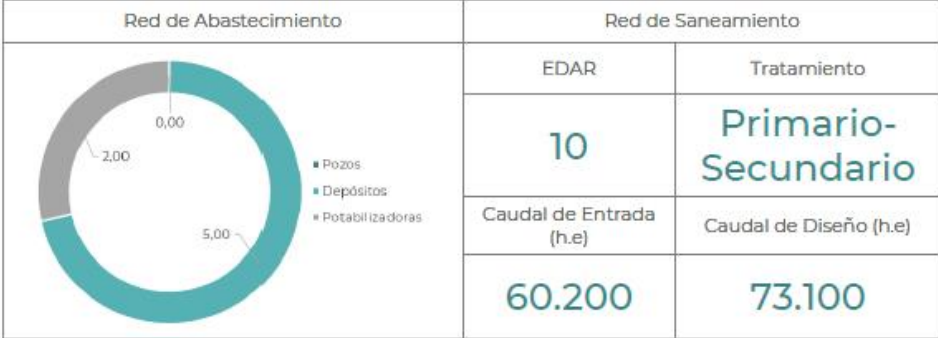 Red de Abastecimiento
Red de Saneamiento
0,00
2,00
5,00
Pozos
Depósitos
Potabilizadoras
EDAR
Tratamiento
10
Primario-
Secundario
Caudal de Entrada
(h.e)
Caudal de Diseño (h.e)
60.200
73.100